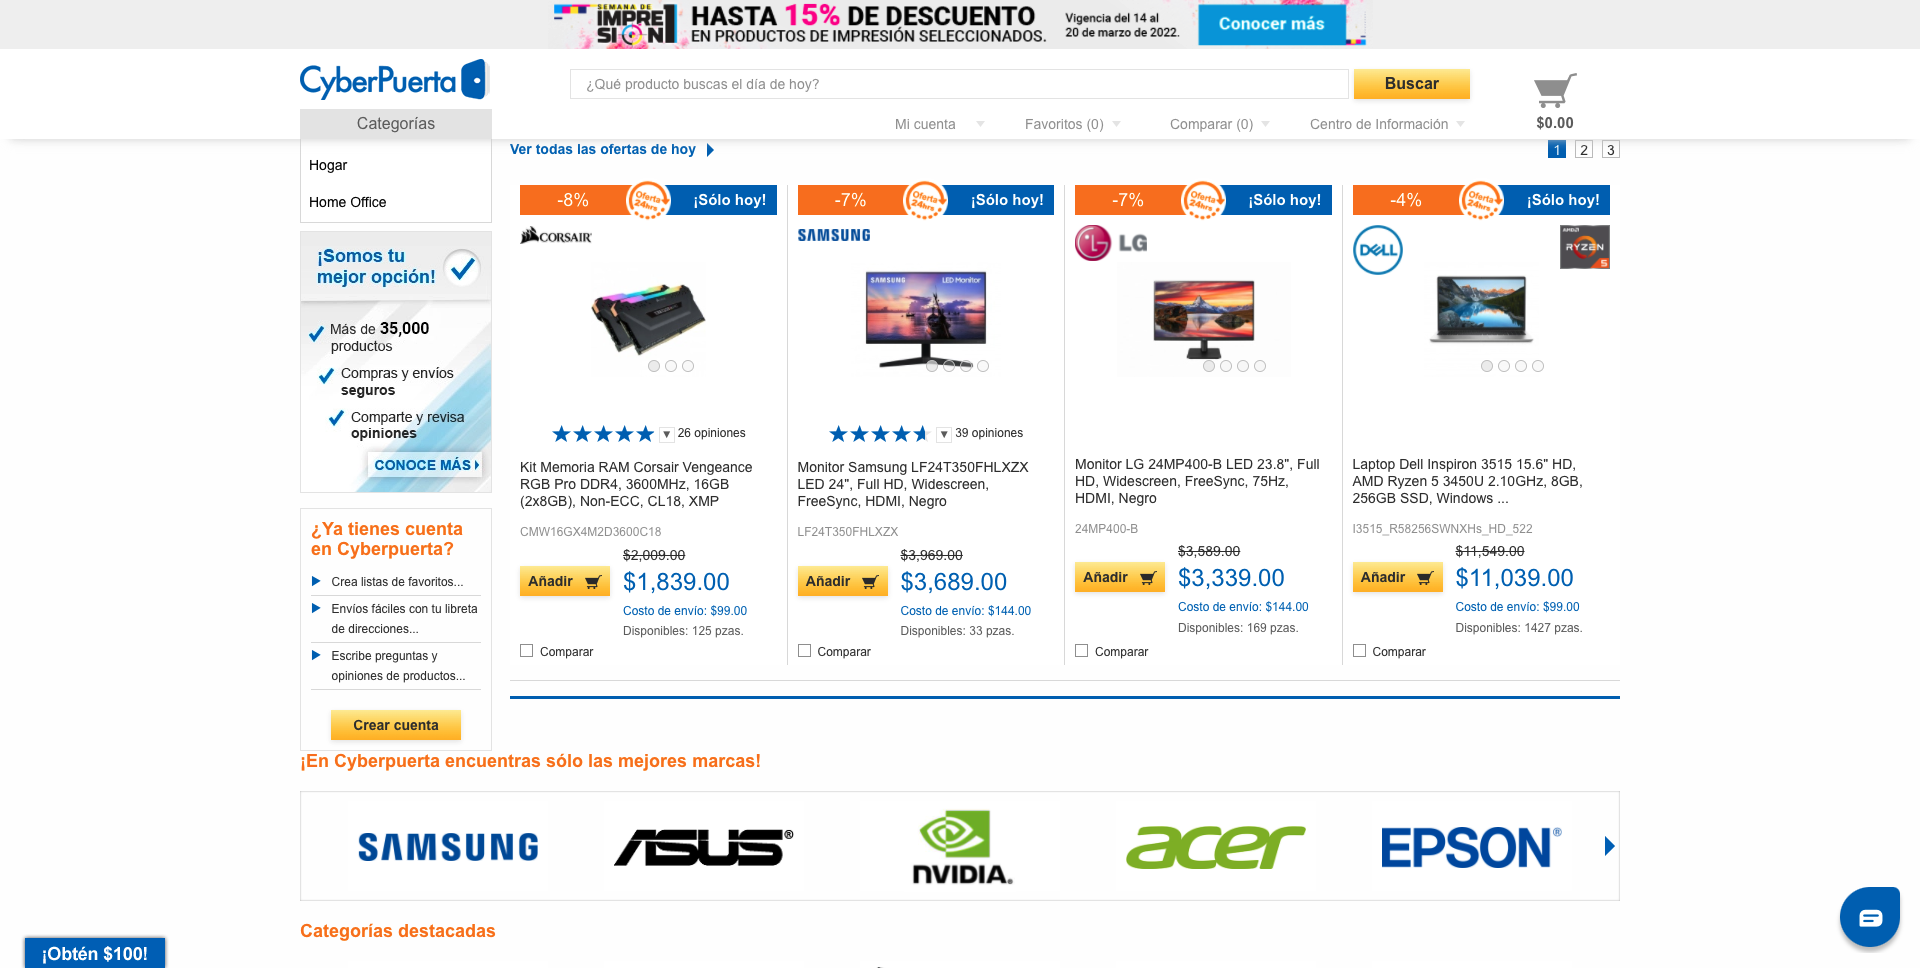 SEMANA DE
IMPRESIÓN
HASTA 15% DE DESCUENTO
EN PRODUCTOS DE IMPRESIÓN SELECCIONADOS.
Vigencia del 14 al
20 de marzo de 2022.
Conocer más
CyberPuerta
¿Qué producto buscas el día de hoy?
Buscar
Categorías
Mi cuenta
Favoritos (0)
Comparar (0)
Centro de Información
$0.00
Hogar
Home Office
¡Somos tu
mejor opción!
Más de 35,000
productos
Compras y envíos
seguros
Comparte y revisa
opiniones
CONOCE MÁS
¿Ya tienes cuenta
en Cyberpuerta?
Crea listas de favoritos...
Envíos fáciles con tu libreta
de direcciones...
Escribe preguntas y
opiniones de productos...
Crear cuenta
Ver todas las ofertas de hoy
1 2 3
-8% Oferta 24hrs ¡Sólo hoy!
CORSAIR
26 opiniones
Kit Memoria RAM Corsair Vengeance
RGB Pro DDR4, 3600MHz, 16GB
(2x8GB), Non-ECC, CL18, XMP
CMW16GX4M2D3600C18
$2,009.00
Añadir
$1,839.00
Costo de envío: $99.00
Disponibles: 125 pzas.
Comparar
-7% Oferta 24hrs ¡Sólo hoy!
SAMSUNG
SAMSUNG LED Monitor
39 opiniones
Monitor Samsung LF24T350FHLXZX
LED 24", Full HD, Widescreen,
FreeSync, HDMI, Negro
LF24T350FHLXZX
$3,969.00
Añadir
$3,689.00
Costo de envío: $144.00
Disponibles: 33 pzas.
Comparar
-7% Oferta 24hrs ¡Sólo hoy!
LG
Monitor LG 24MP400-B LED 23.8", Full
HD, Widescreen, FreeSync, 75Hz,
HDMI, Negro
24MP400-B
$3,589.00
Añadir
$3,339.00
Costo de envío: $144.00
Disponibles: 169 pzas.
Comparar
-4% Oferta 24hrs ¡Sólo hoy!
DELL
AMD
RYZEN
5
Laptop Dell Inspiron 3515 15.6" HD,
AMD Ryzen 5 3450U 2.10GHz, 8GB,
256GB SSD, Windows ...
I3515_R58256SWNXHs_HD_522
$11,549.00
Añadir
$11,039.00
Costo de envío: $99.00
Disponibles: 1427 pzas.
Comparar
¡En Cyberpuerta encuentras sólo las mejores marcas!
SAMSUNG
ASUS®
NVIDIA.
acer
EPSON®
Categorías destacadas
¡Obtén $100!